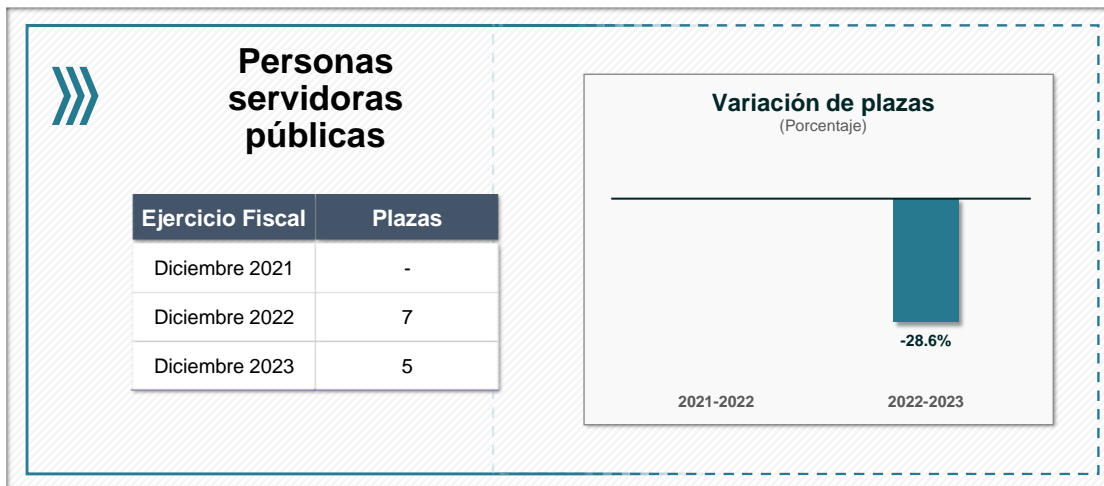 Personas
servidoras
públicas
Ejercicio Fiscal Plazas
Diciembre 2021 -
Diciembre 2022 7
Diciembre 2023 5
Variación de plazas
(Porcentaje)
-28.6%
2021-2022 2022-2023